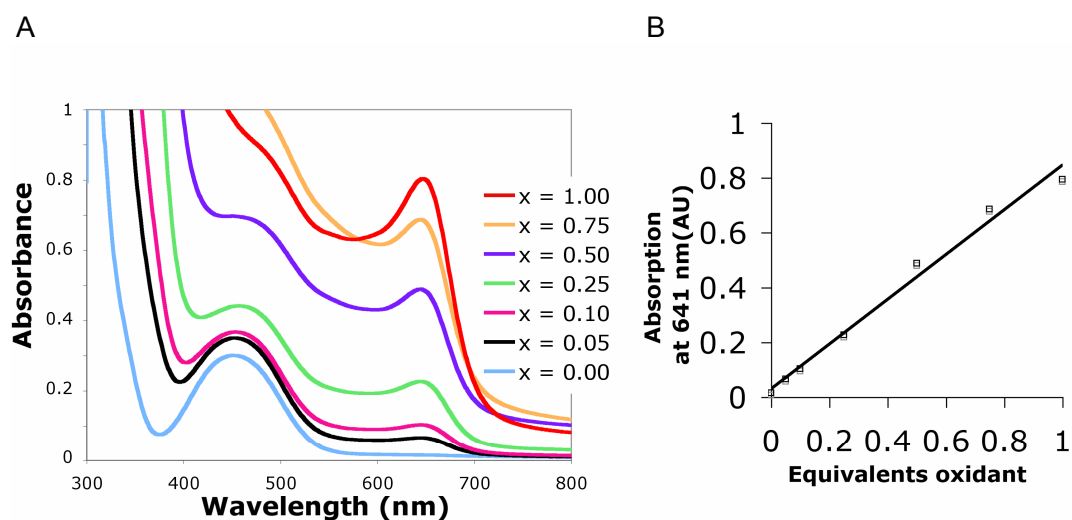 A
B
Absorbance
1
0.8
0.6
0.4
0.2
0
300
400
500
600
700
800
Wavelength (nm)
x = 1.00
x = 0.75
x = 0.50
x = 0.25
x = 0.10
x = 0.05
x = 0.00
Absorption
at 641 nm(AU)
1
0.8
0.6
0.4
0.2
0
0
0.2
0.4
0.6
0.8
1
Equivalents oxidant